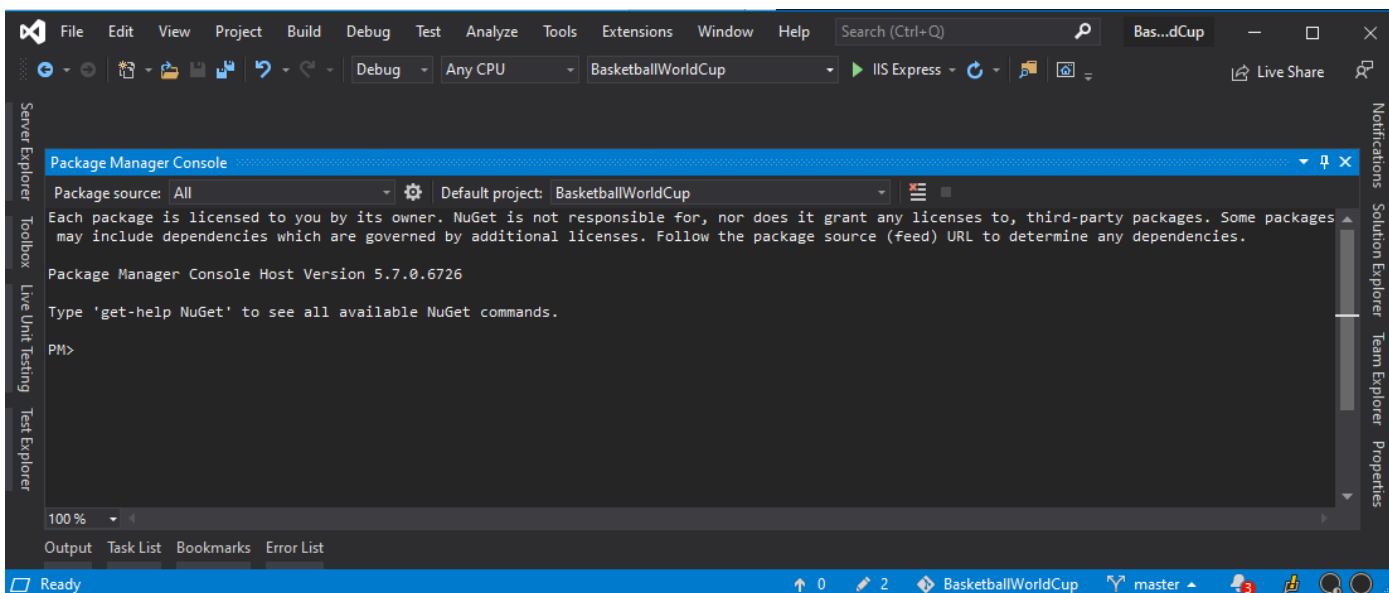 File Edit View Project Build Debug Test Analyze Tools Extensions Window Help Search (Ctrl+Q) Bas...dCup
Debug Any CPU BasketballWorldCup IIS Express Live Share
Server Explorer
Toolbox
Live Unit Testing
Test Explorer
Package Manager Console
Package source: All Default project: BasketballWorldCup
Each package is licensed to you by its owner. NuGet is not responsible for, nor does it grant any licenses to, third-party packages. Some packages
may include dependencies which are governed by additional licenses. Follow the package source (feed) URL to determine any dependencies.
Package Manager Console Host Version 5.7.0.6726
Type 'get-help NuGet' to see all available NuGet commands.
PM>
100 %
Notifications
Solution Explorer
Team Explorer
Properties
Output Task List Bookmarks Error List
Ready 0 2 BasketballWorldCup master 3